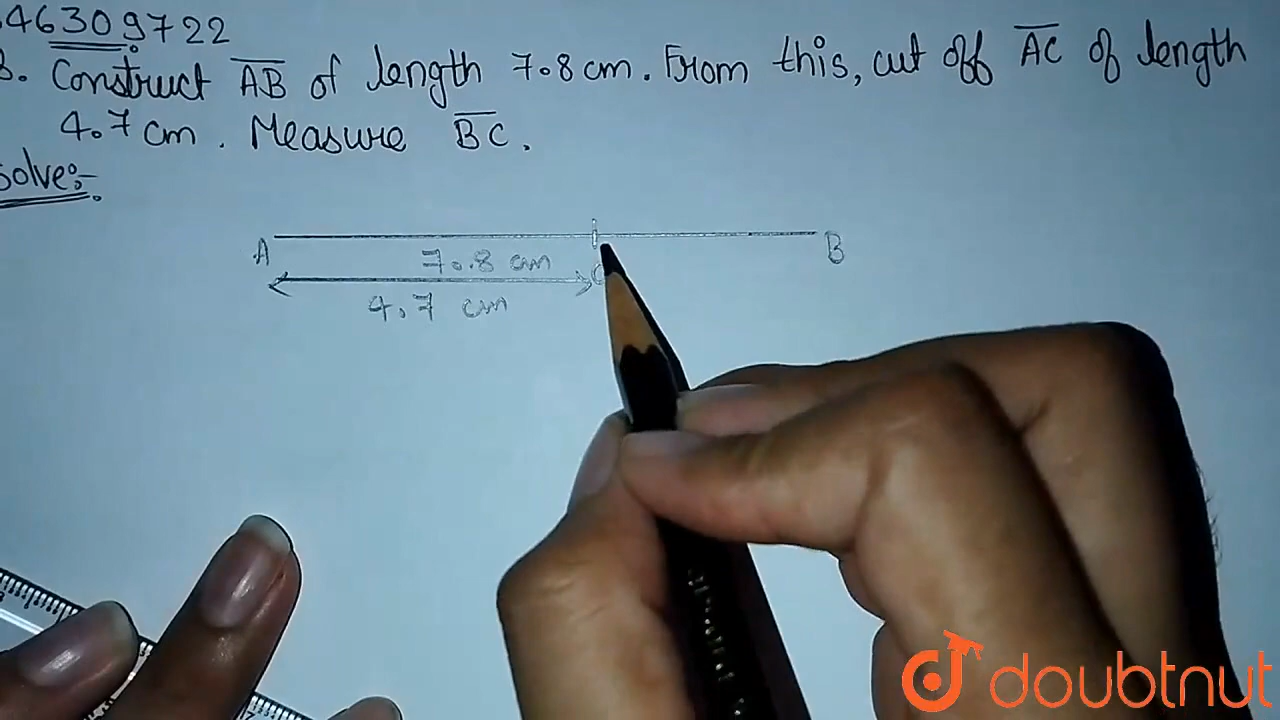 46309722
3. Construct AB of length 7.8 cm. From this, cut off AC of length
4.7 cm. Measure BC.
Solve:-
A B
7.8 cm
C
4.7 cm
doubtnut